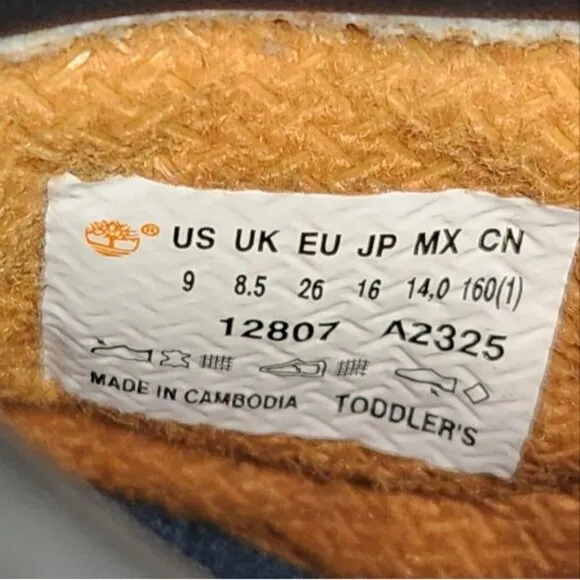 ® US UK EU JP MX CN
9 8.5 26 16 14,0 160(1)
12807 A2325
MADE IN CAMBODIA TODDLER'S